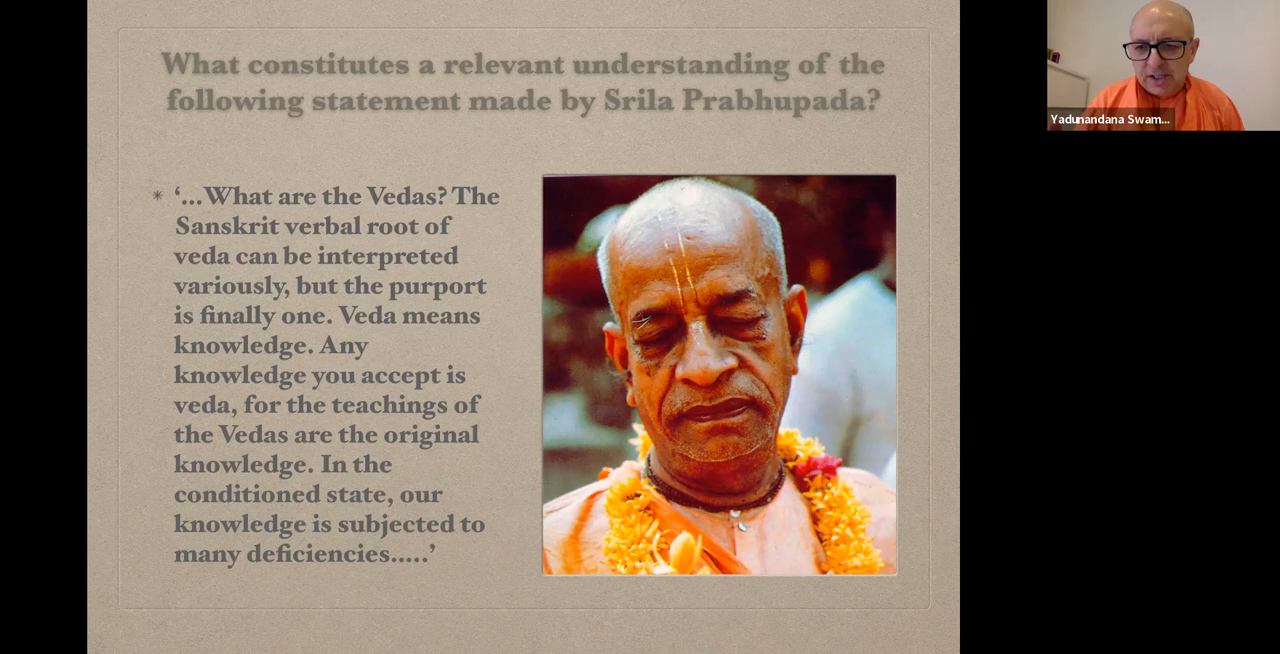 What constitutes a relevant understanding of the
following statement made by Srila Prabhupada?
‘...What are the Vedas? The
Sanskrit verbal root of
veda can be interpreted
variously, but the purport
is finally one. Veda means
knowledge. Any
knowledge you accept is
veda, for the teachings of
the Vedas are the original
knowledge. In the
conditioned state, our
knowledge is subjected to
many deficiencies.....’
Yadunandana Swam...